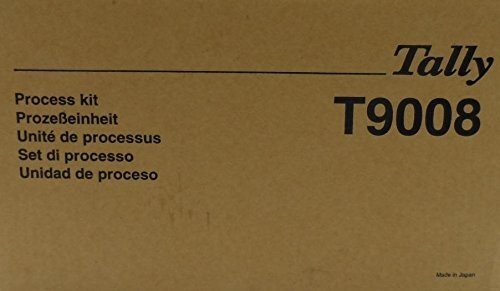 Tally
Process kit
T9008
Prozeßeinheit
Unité de processus
Set di processo
Unidad de proceso
Made in Japan